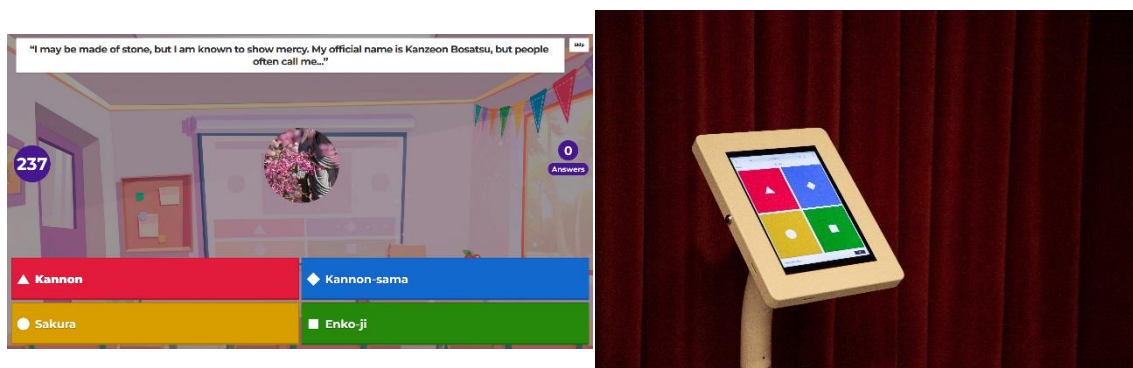 “I may be made of stone, but I am known to show mercy. My official name is Kanzeon Bosatsu, but people
often call me...”
Skip
237
0
Answers
Kannon
Kannon-sama
Sakura
Enko-ji